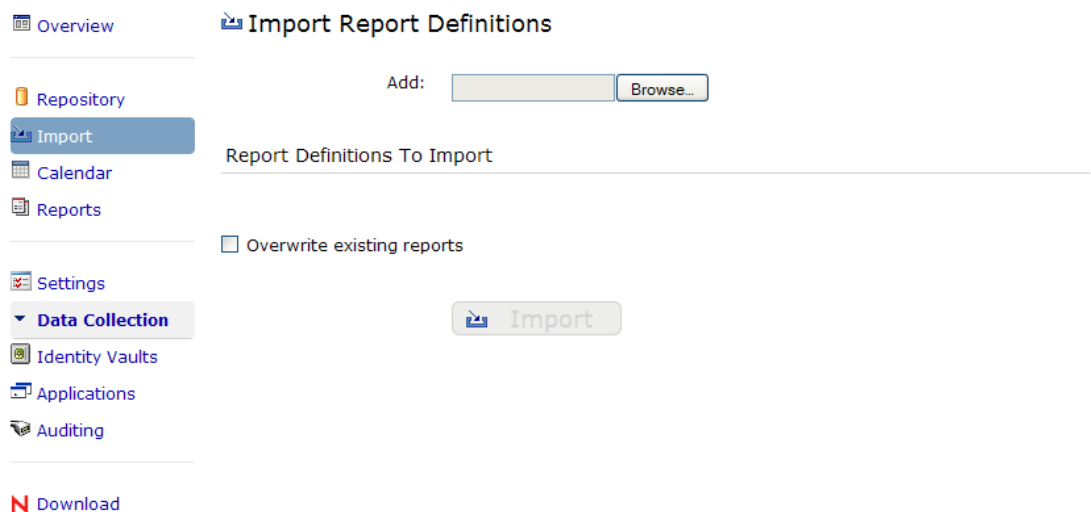 Overview
Repository
Import
Calendar
Reports
Settings
Data Collection
Identity Vaults
Applications
Auditing
Download
Import Report Definitions
Add:
Browse...
Report Definitions To Import
Overwrite existing reports
Import